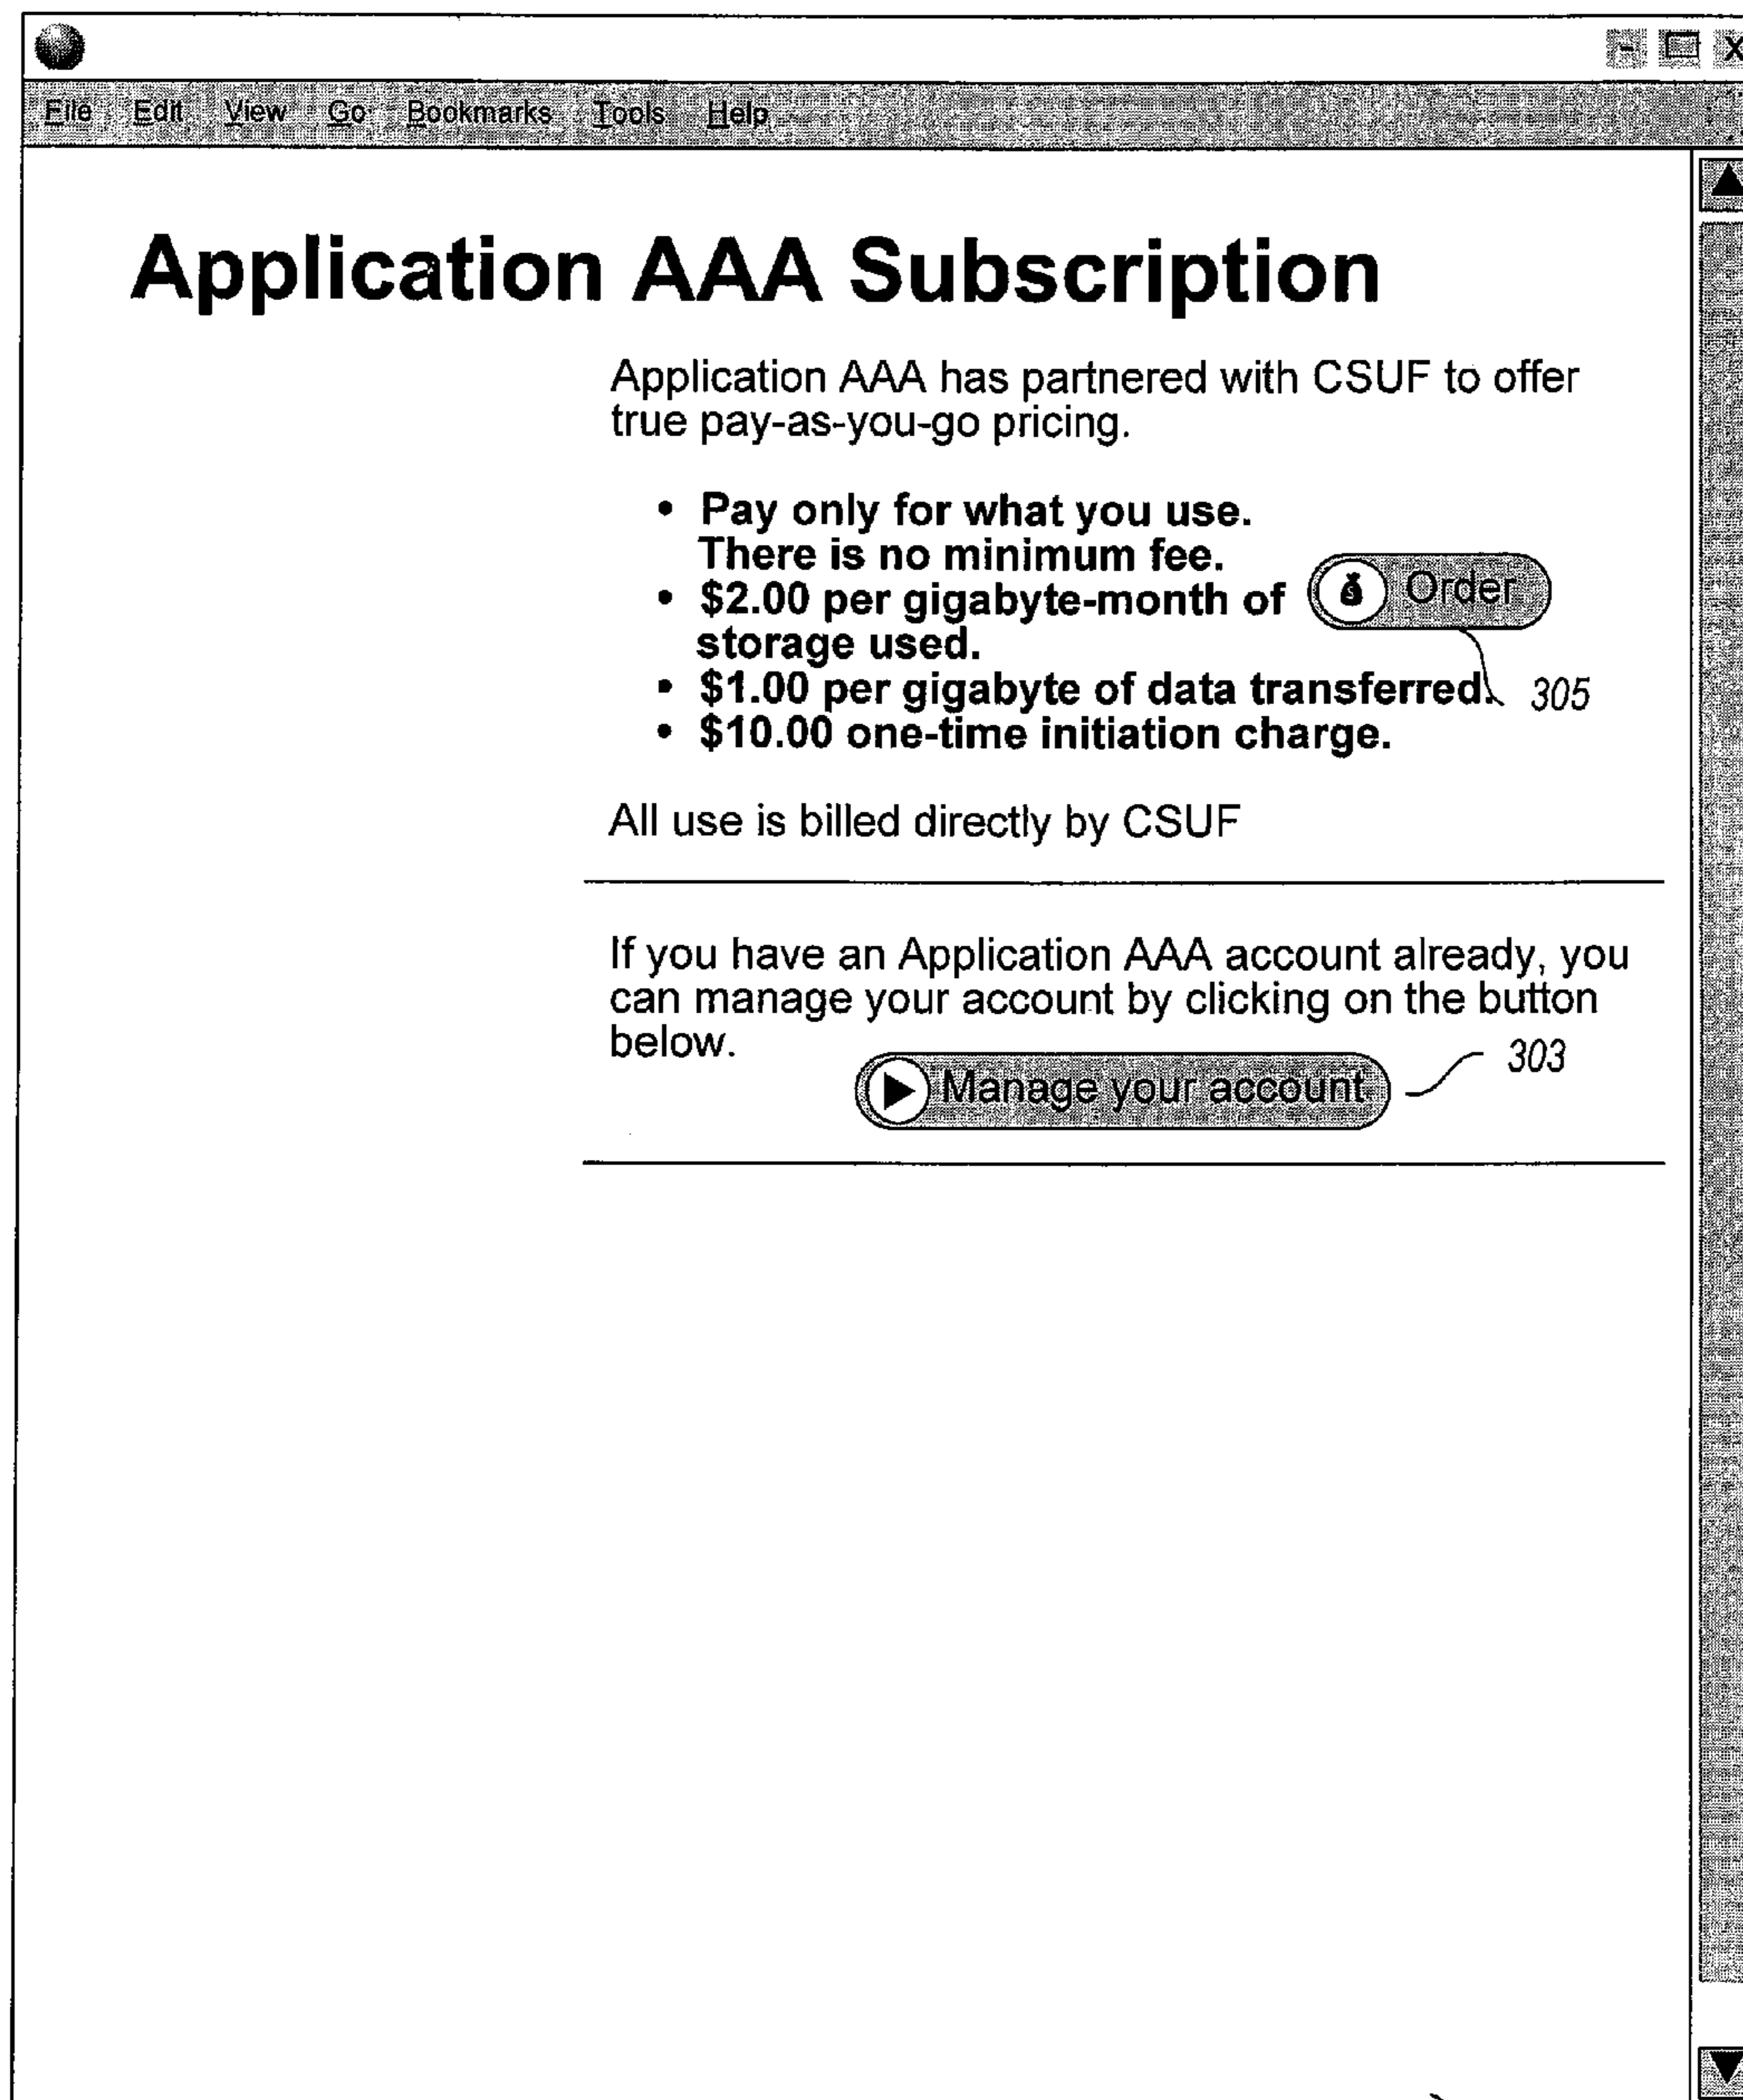 File Edit View Go Bookmarks Tools Help
Application AAA Subscription
Application AAA has partnered with CSUF to offer
true pay-as-you-go pricing.
• Pay only for what you use.
There is no minimum fee.
• $2.00 per gigabyte-month of
storage used.
Order
• $1.00 per gigabyte of data transferred.
305
• $10.00 one-time initiation charge.
All use is billed directly by CSUF
If you have an Application AAA account already, you
can manage your account by clicking on the button
below.
303
Manage your account